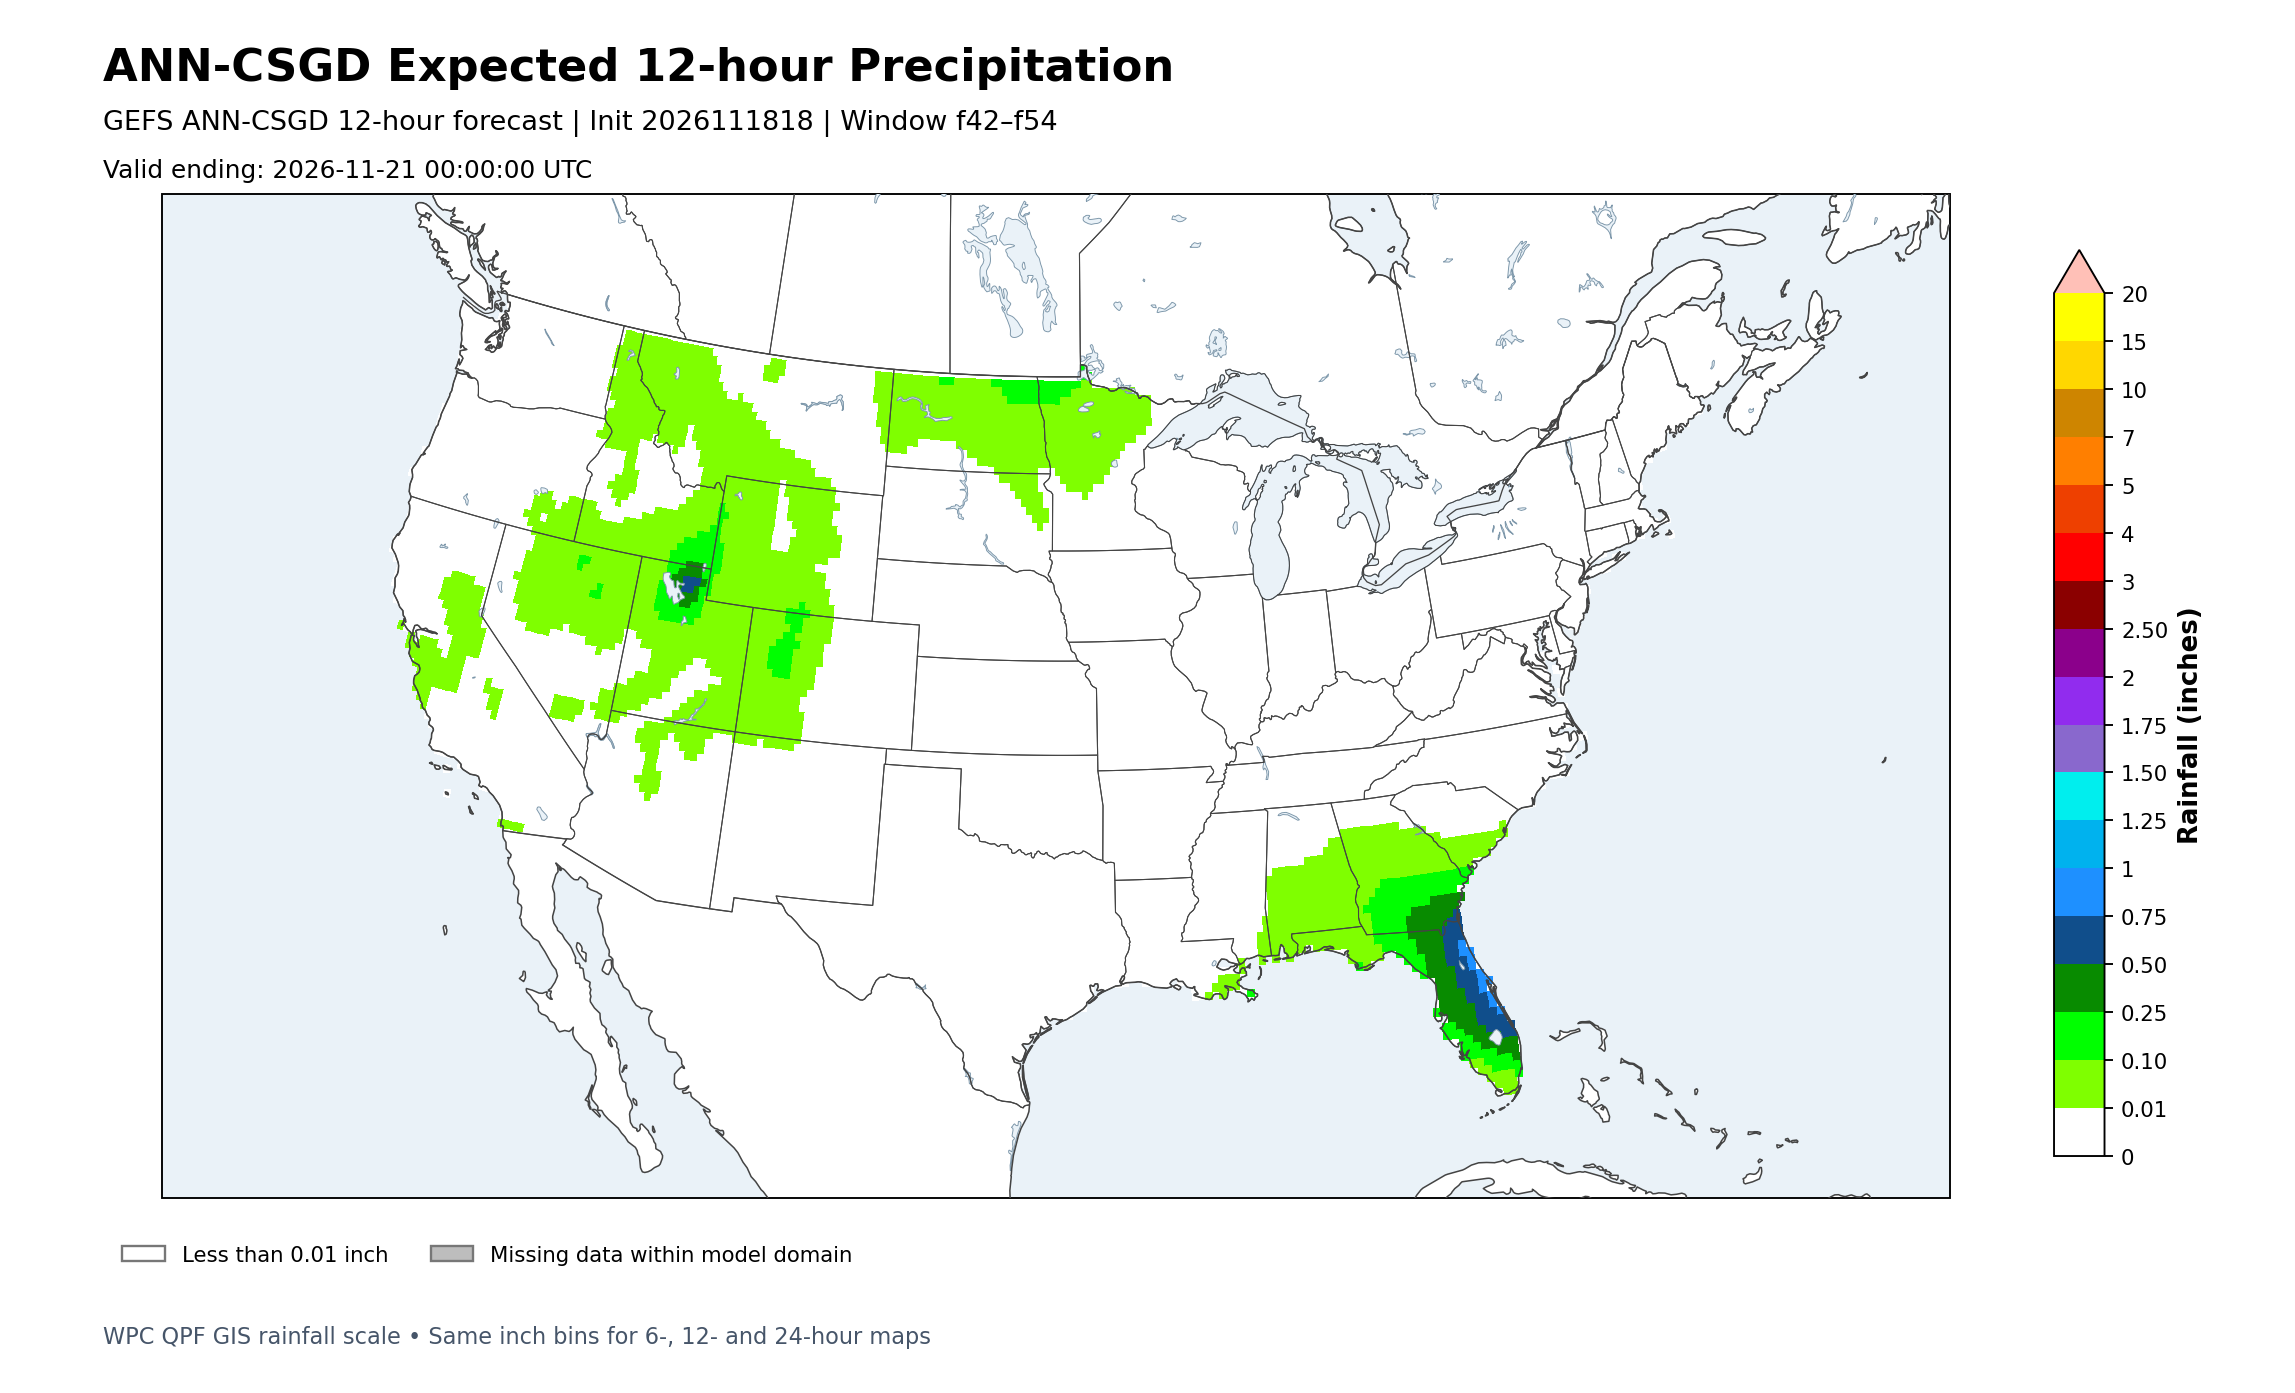 ANN-CSGD Expected 12-hour Precipitation
GEFS ANN-CSGD 12-hour forecast | Init 2026111818 | Window f42–f54
Valid ending: 2026-11-21 00:00:00 UTC
20
15
10
7
5
4
3
2.50
2
1.75
1.50
1.25
1
0.75
0.50
0.25
0.10
0.01
0
Rainfall (inches)
Less than 0.01 inch
Missing data within model domain
WPC QPF GIS rainfall scale • Same inch bins for 6-, 12- and 24-hour maps